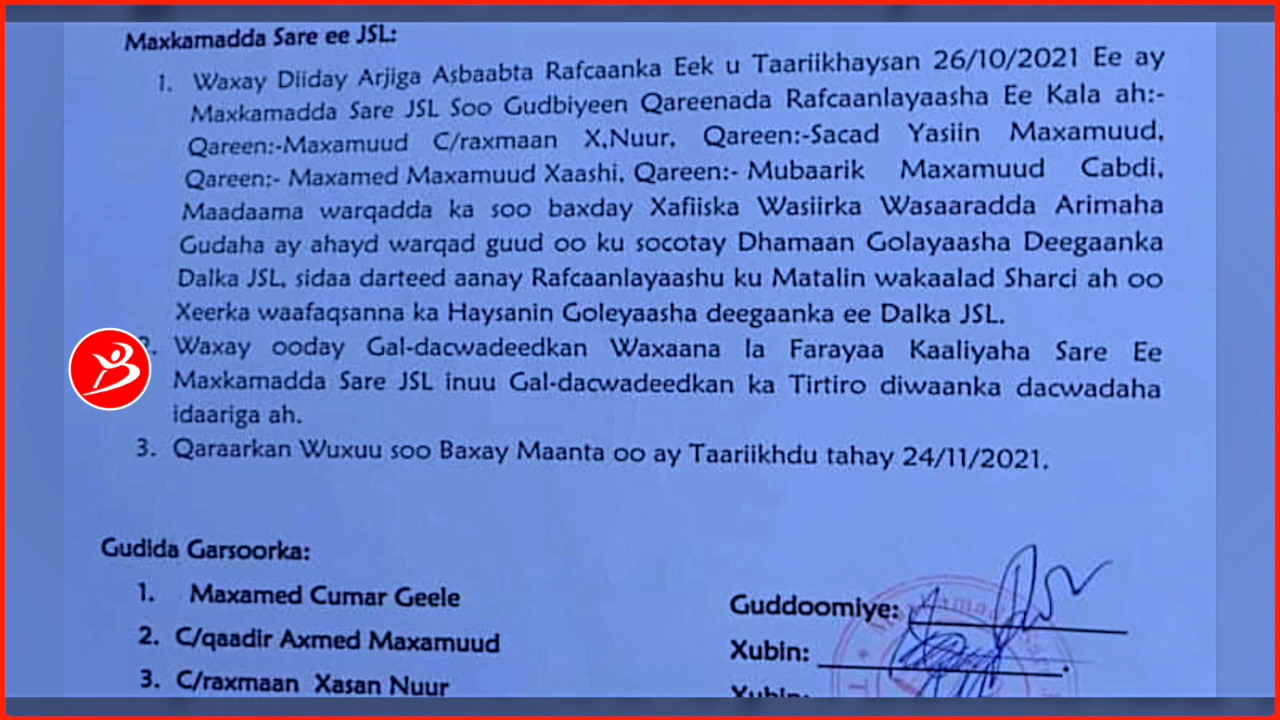 Maxkamadda Sare ee JSL:
1. Waxay Diiday Arjiga Asbaabta Rafcaanka Eek u Taariikhaysan 26/10/2021 Ee ay
Maxkamadda Sare JSL Soo Gudbiyeen Qareenada Rafcaanlayaasha Ee Kala ah:-
Qareen:-Maxamuud C/raxmaan X.Nuur, Qareen:-Sacad Yasiin Maxamuud,
Qareen:- Maxamed Maxamuud Xaashi, Qareen:- Mubaarik Maxamuud Cabdi,
Maadaama warqadda ka soo baxday Xafiiska Wasiirka Wasaaradda Arimaha
Gudaha ay ahayd warqad guud oo ku socotay Dhamaan Golayaasha Deegaanka
Dalka JSL, sidaa darteed aanay Rafcaanlayaashu ku Matalin wakaalad Sharci ah oo
Xeerka waafaqsanna ka Haysanin Goleyaasha deegaanka ee Dalka JSL.
2. Waxay ooday Gal-dacwadeedkan Waxaana la Farayaa Kaaliyaha Sare Ee
Maxkamadda Sare JSL inuu Gal-dacwadeedkan ka Tirtiro diwaanka dacwadaha
idaariga ah.
3. Qaraarkan Wuxuu soo Baxay Maanta oo ay Taariikhdu tahay 24/11/2021.
Gudida Garsoorka:
1. Maxamed Cumar Geele
Guddoomiye:
2. C/qaadir Axmed Maxamuud
Xubin:
3. C/raxmaan Xasan Nuur
Xubin: